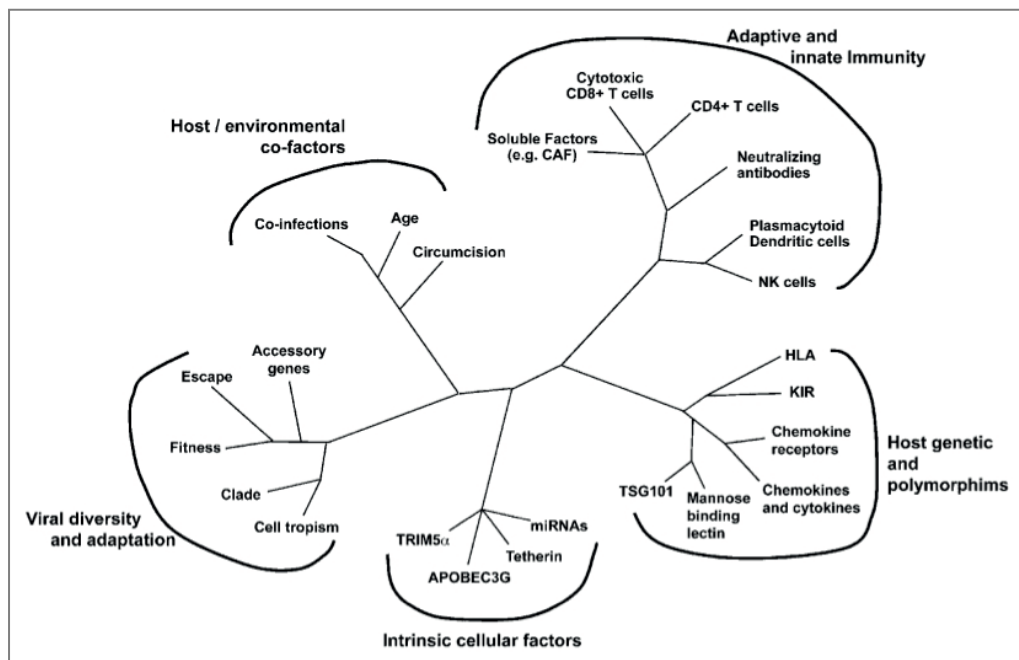 Adaptive and
innate Immunity
Cytotoxic
CD8+ T cells
CD4+ T cells
Soluble Factors
(e.g. CAF)
Neutralizing
antibodies
Plasmacytoid
Dendritic cells
NK cells
Host / environmental
co-factors
Co-infections
Age
Circumcision
Accessory
genes
Escape
Fitness
Clade
Cell tropism
Viral diversity
and adaptation
TRIM5α
APOBEC3G
Tetherin
miRNAs
Intrinsic cellular factors
HLA
KIR
Chemokine
receptors
Chemokines
and cytokines
Mannose
binding
lectin
TSG101
Host genetic
and
polymorphims